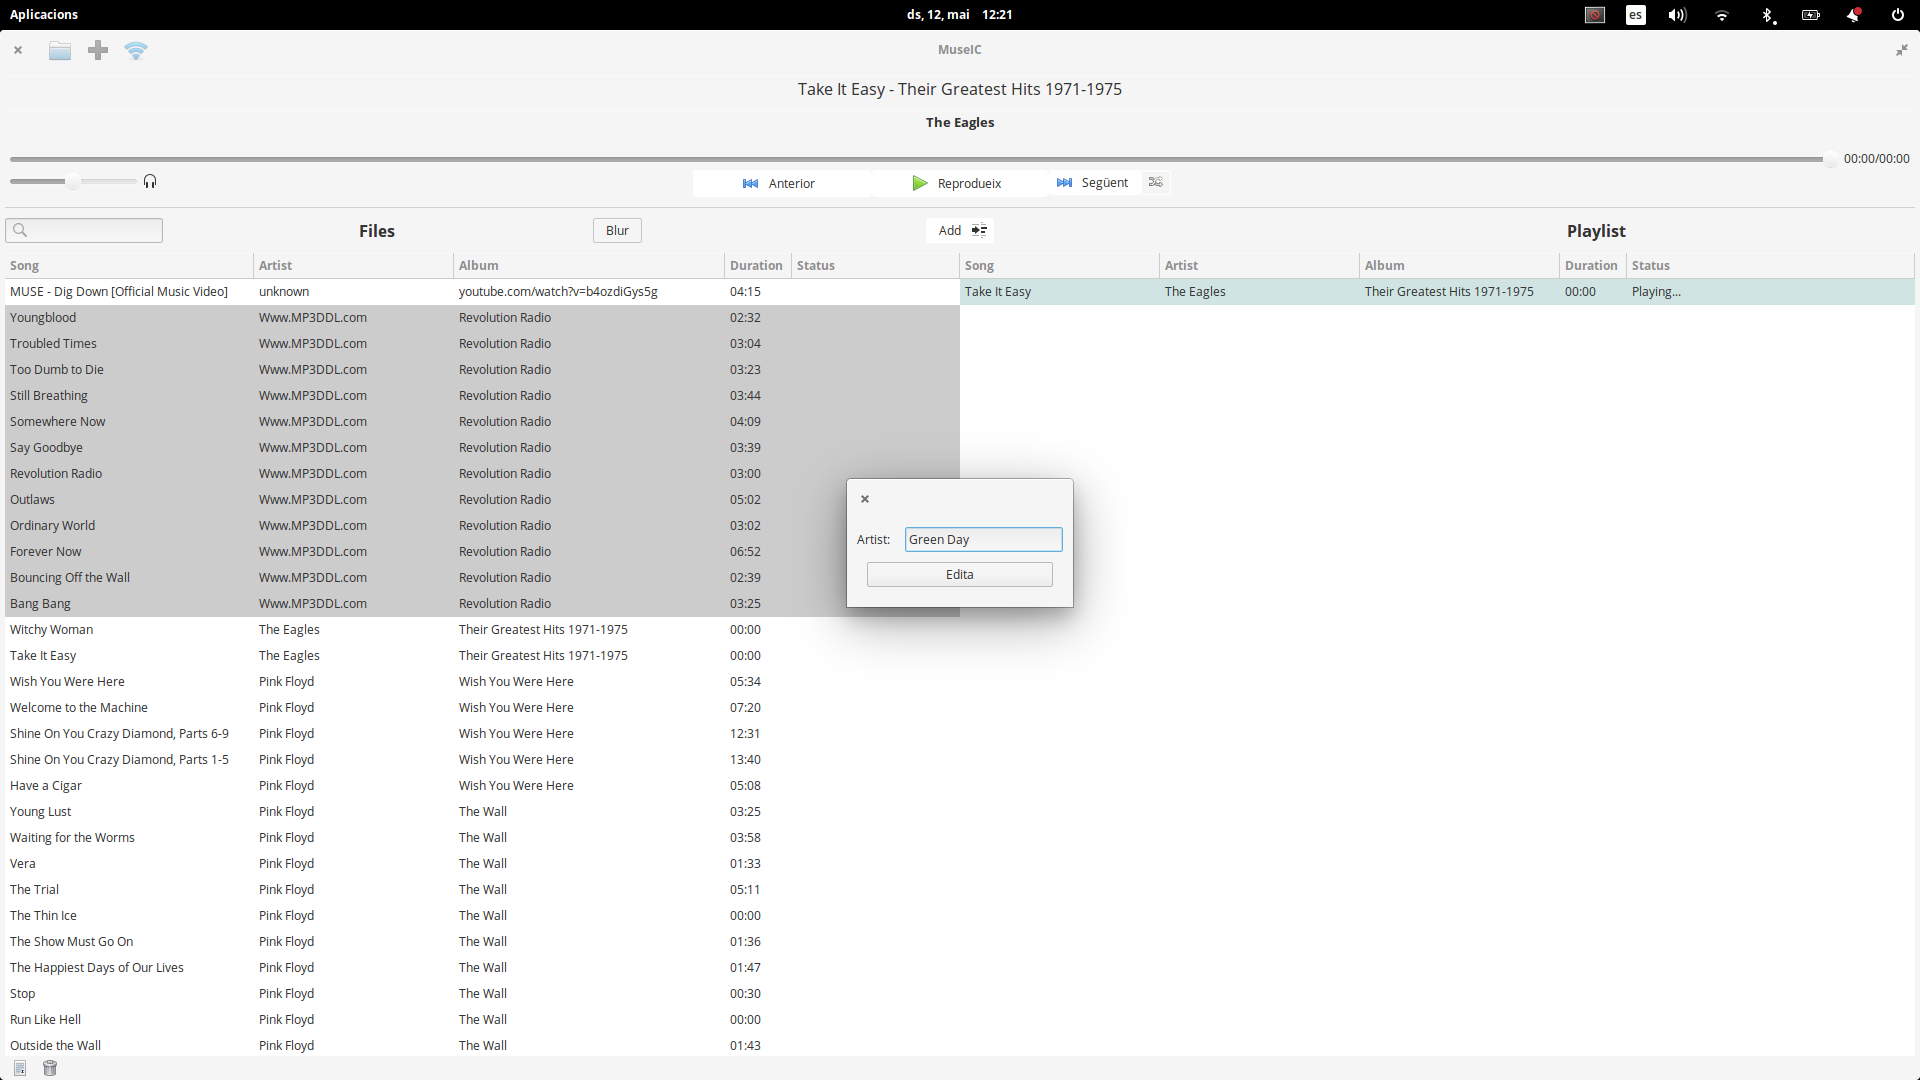 Aplicacions ds, 12, mai 12:21 es
MuseIC
Take It Easy - Their Greatest Hits 1971-1975
The Eagles
00:00/00:00
Anterior Reprodueix Següent
Files Blur Add Playlist
Song Artist Album Duration Status Song Artist Album Duration Status
MUSE - Dig Down [Official Music Video] unknown youtube.com/watch?v=b4ozdiGys5g 04:15 Take It Easy The Eagles Their Greatest Hits 1971-1975 00:00 Playing...
Youngblood Www.MP3DDL.com Revolution Radio 02:32
Troubled Times Www.MP3DDL.com Revolution Radio 03:04
Too Dumb to Die Www.MP3DDL.com Revolution Radio 03:23
Still Breathing Www.MP3DDL.com Revolution Radio 03:44
Somewhere Now Www.MP3DDL.com Revolution Radio 04:09
Say Goodbye Www.MP3DDL.com Revolution Radio 03:39
Revolution Radio Www.MP3DDL.com Revolution Radio 03:00
Outlaws Www.MP3DDL.com Revolution Radio 05:02
Ordinary World Www.MP3DDL.com Revolution Radio 03:02
Forever Now Www.MP3DDL.com Revolution Radio 06:52
Bouncing Off the Wall Www.MP3DDL.com Revolution Radio 02:39
Bang Bang Www.MP3DDL.com Revolution Radio 03:25
Artist: Green Day
Edita
Witchy Woman The Eagles Their Greatest Hits 1971-1975 00:00
Take It Easy The Eagles Their Greatest Hits 1971-1975 00:00
Wish You Were Here Pink Floyd Wish You Were Here 05:34
Welcome to the Machine Pink Floyd Wish You Were Here 07:20
Shine On You Crazy Diamond, Parts 6-9 Pink Floyd Wish You Were Here 12:31
Shine On You Crazy Diamond, Parts 1-5 Pink Floyd Wish You Were Here 13:40
Have a Cigar Pink Floyd Wish You Were Here 05:08
Young Lust Pink Floyd The Wall 03:25
Waiting for the Worms Pink Floyd The Wall 03:58
Vera Pink Floyd The Wall 01:33
The Trial Pink Floyd The Wall 05:11
The Thin Ice Pink Floyd The Wall 00:00
The Show Must Go On Pink Floyd The Wall 01:36
The Happiest Days of Our Lives Pink Floyd The Wall 01:47
Stop Pink Floyd The Wall 00:30
Run Like Hell Pink Floyd The Wall 00:00
Outside the Wall Pink Floyd The Wall 01:43